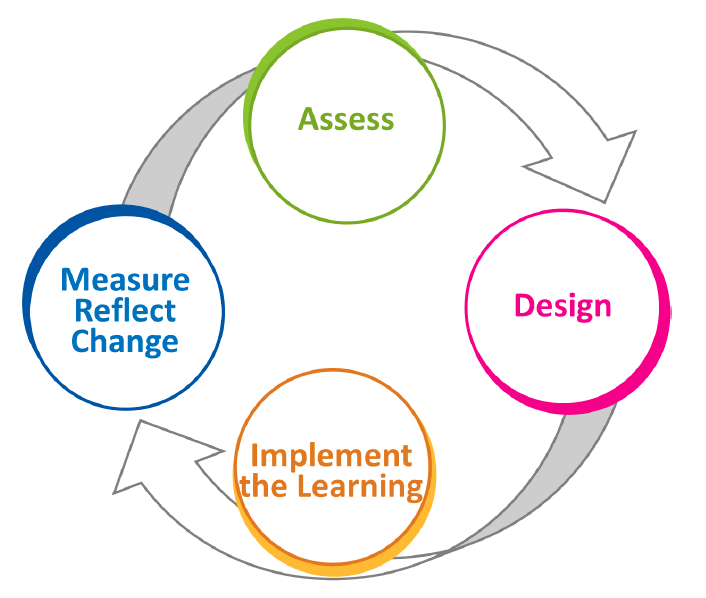 Assess
Design
Implement
the Learning
Measure
Reflect
Change